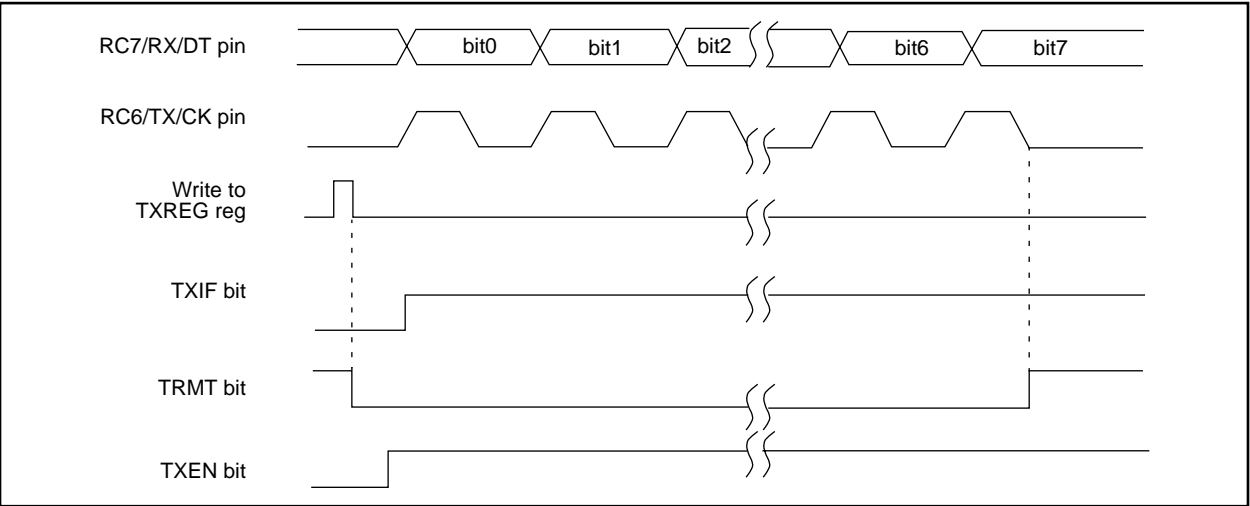 RC7/RX/DT pin
bit0 bit1 bit2 bit6 bit7
RC6/TX/CK pin
Write to
TXREG reg
TXIF bit
TRMT bit
TXEN bit